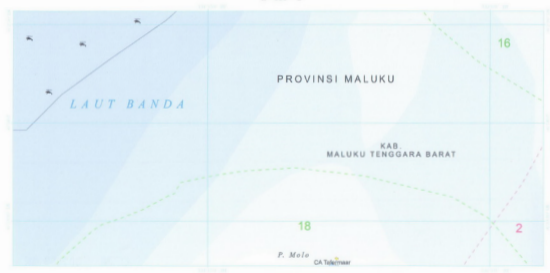 16
PROVINSI MALUKU
LAUT BANDA
KAB.
MALUKU TENGGARA BARAT
18
2
P. Molo